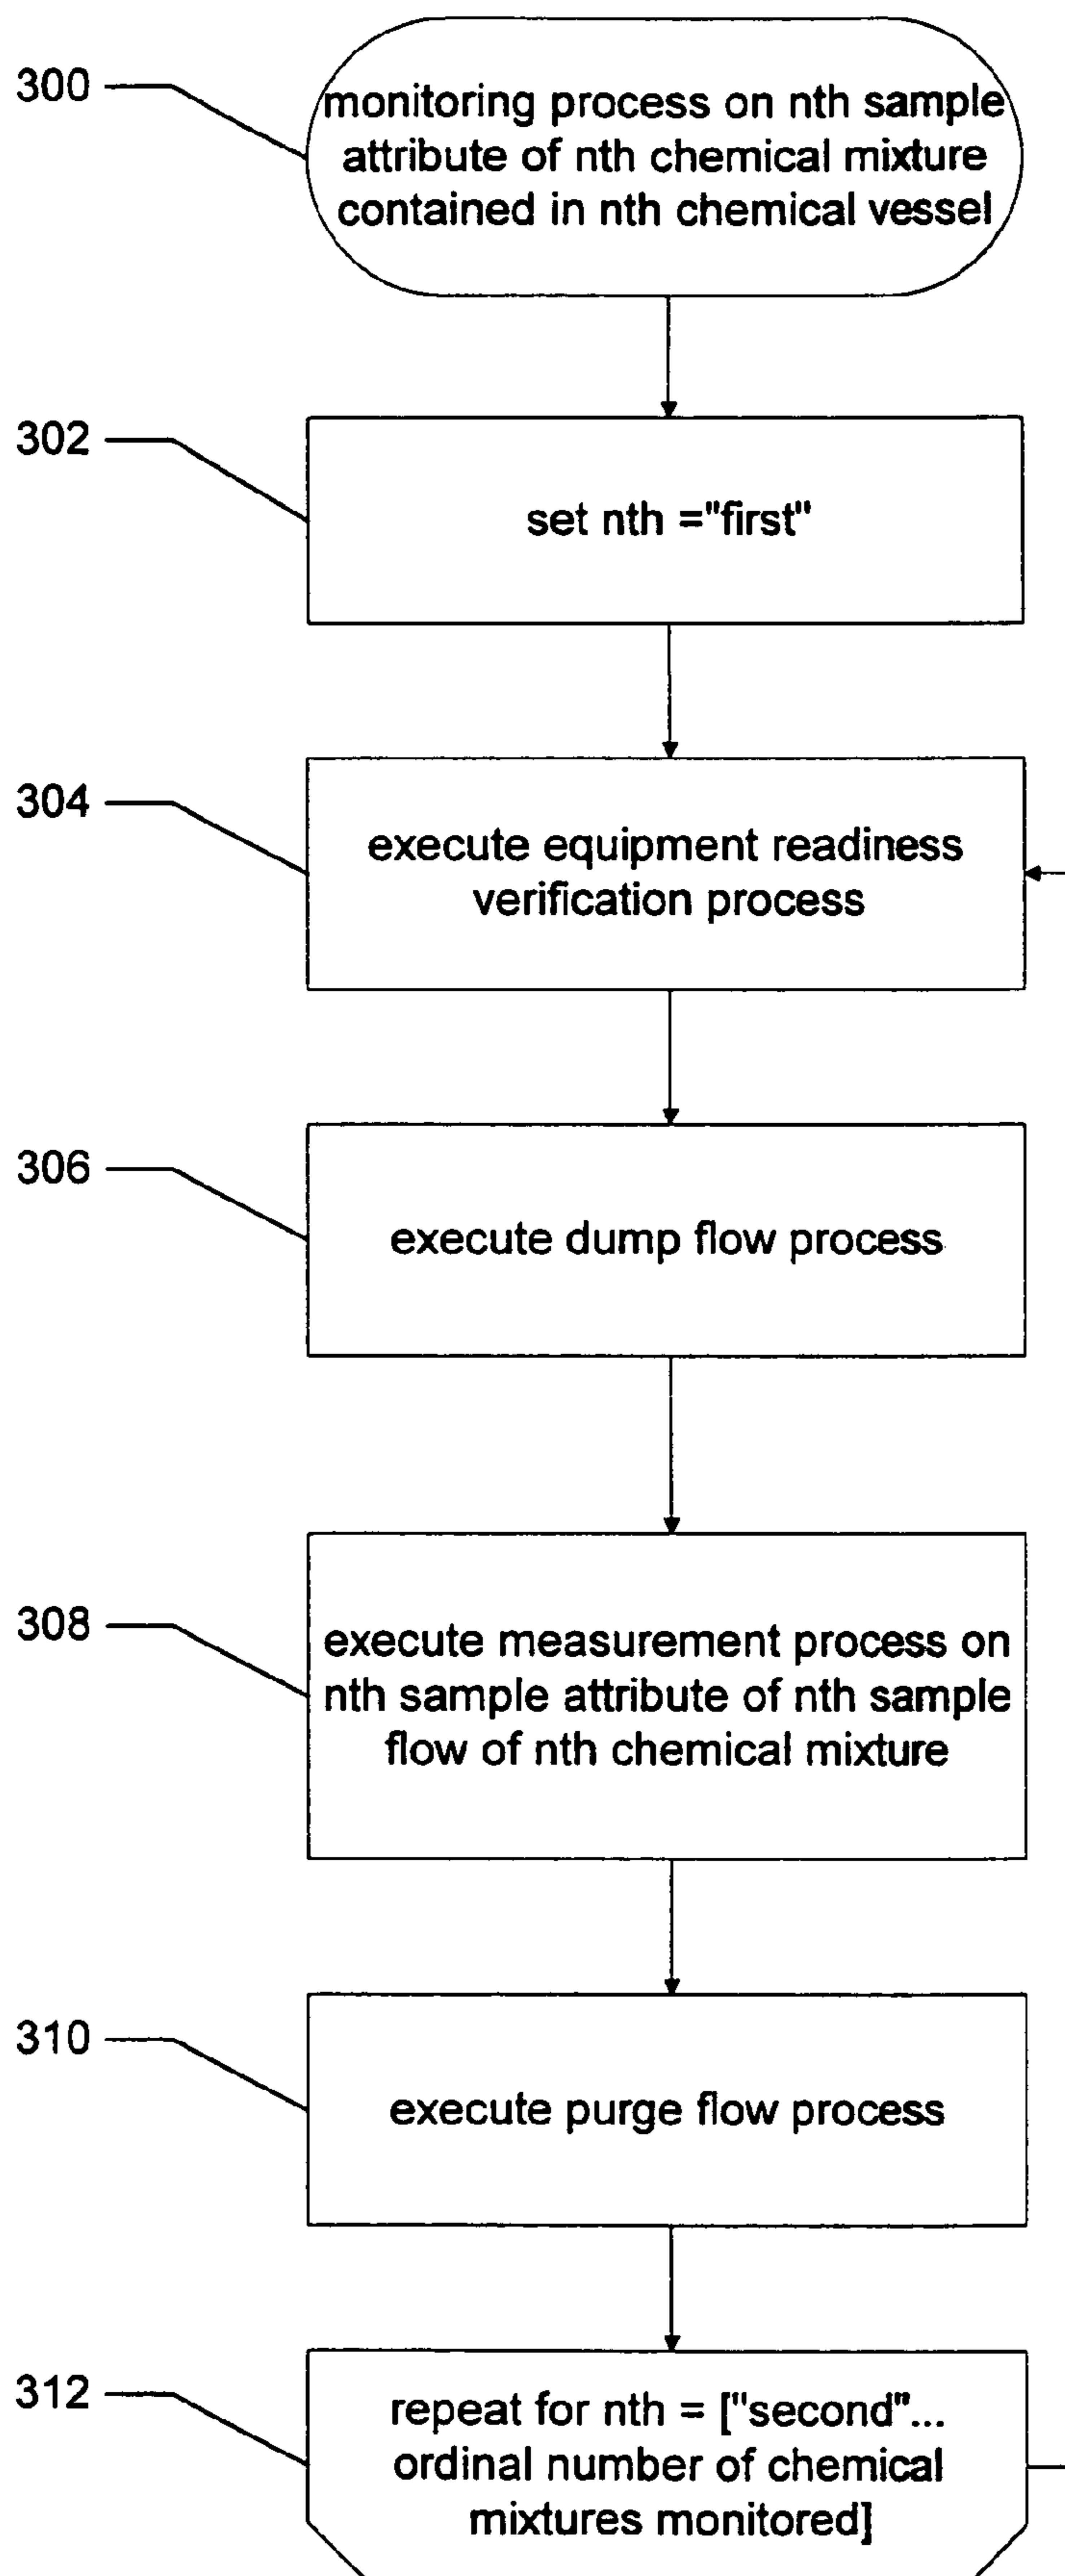 300
monitoring process on nth sample
attribute of nth chemical mixture
contained in nth chemical vessel
302
set nth ="first"
304
execute equipment readiness
verification process
306
execute dump flow process
308
execute measurement process on
nth sample attribute of nth sample
flow of nth chemical mixture
310
execute purge flow process
312
repeat for nth = ["second"...
ordinal number of chemical
mixtures monitored]